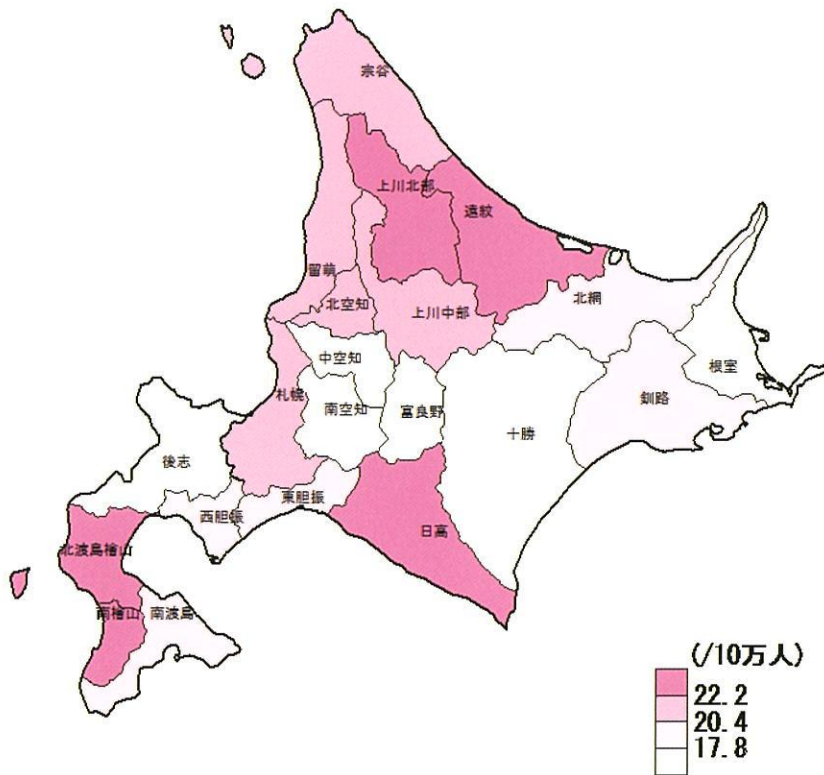 宗谷
上川北部
遠紋
留萌
北空知
上川中部
北網
中空知
根室
札幌
南空知
富良野
釧路
十勝
後志
東胆振
西胆振
日高
北渡島檜山
南檜山
南渡島
(/10万人)
22.2
20.4
17.8